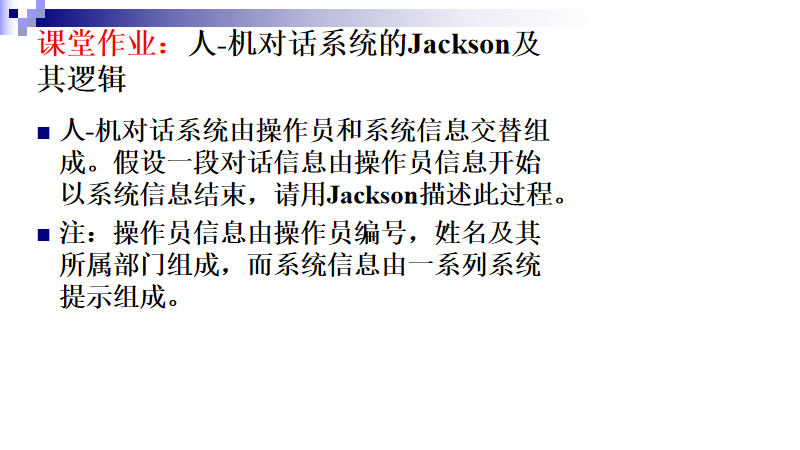 课堂作业：人-机对话系统的Jackson及
其逻辑
人-机对话系统由操作员和系统信息交替组
成。假设一段对话信息由操作员信息开始
以系统信息结束，请用Jackson描述此过程。
注：操作员信息由操作员编号，姓名及其
所属部门组成，而系统信息由一系列系统
提示组成。